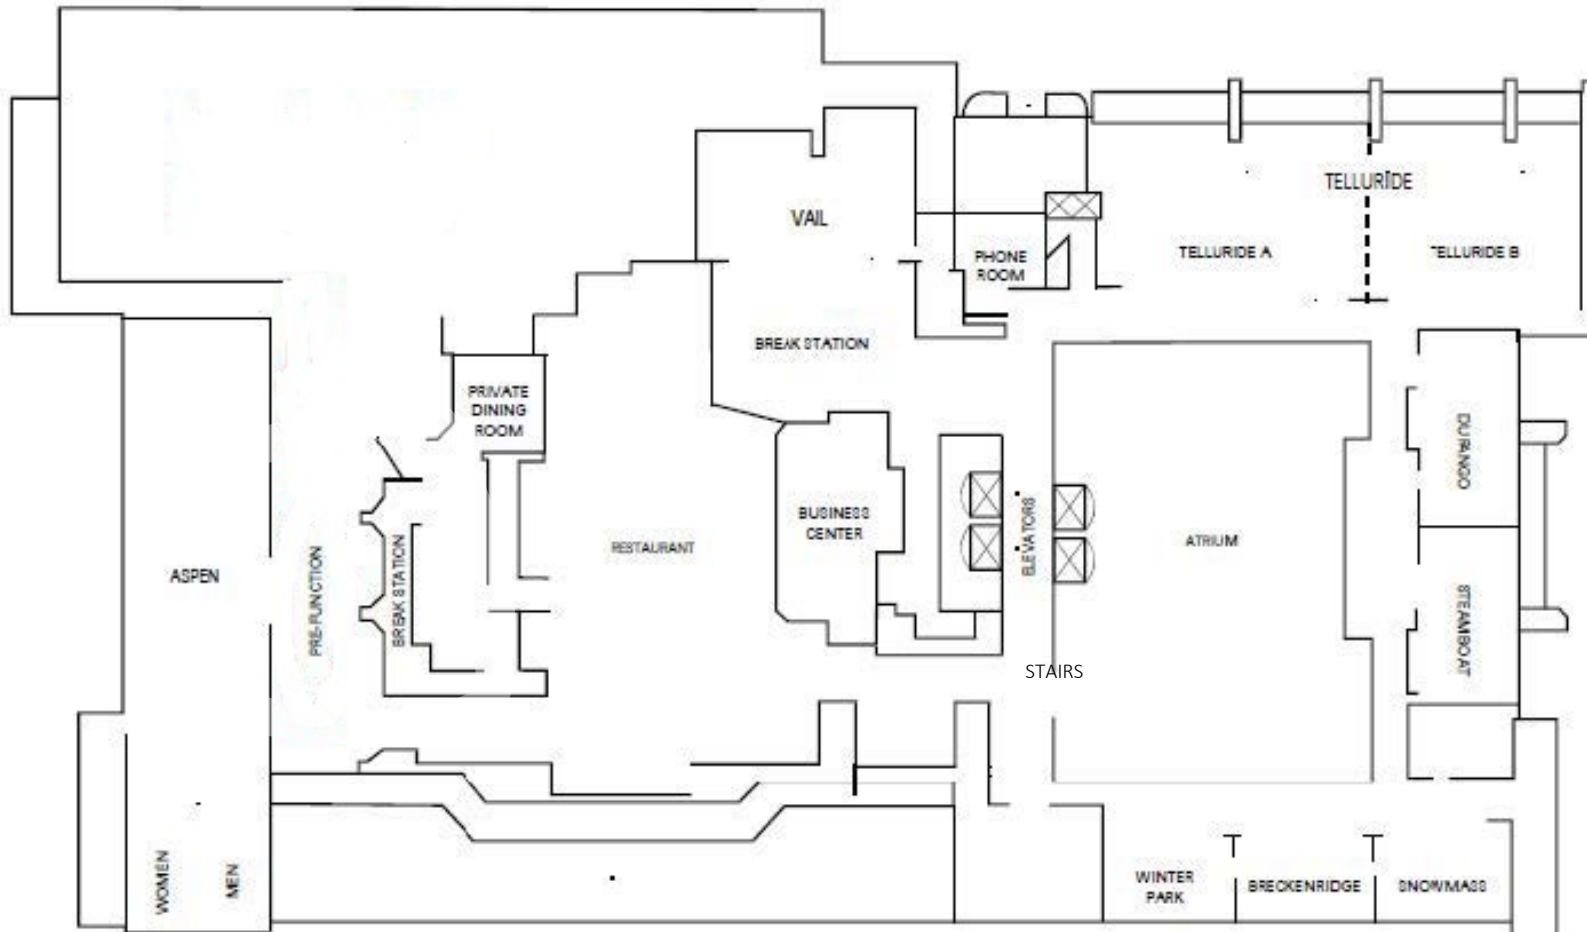 TELLURIDE
VAIL
TELLURIDE A
TELLURIDE B
PHONE
ROOM
BREAK STATION
PRIVATE
DINING
ROOM
DURANGO
BUSINESS
CENTER
ELEVATORS
ATRIUM
RESTAURANT
ASPEN
PRE-FUNCTION
BREAK STATION
STEAMBOAT
STAIRS
WOMEN
MEN
WINTER
PARK
BRECKENRIDGE
SNOWMASS